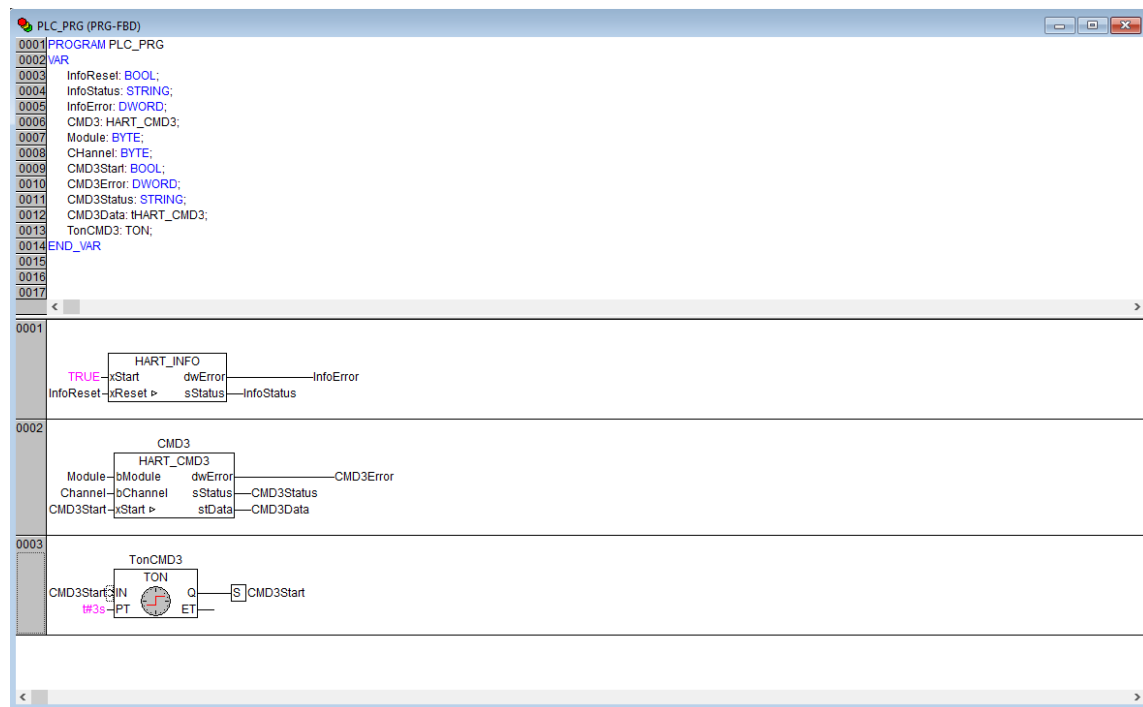 PLC_PRG (PRG-FBD)
0001 PROGRAM PLC_PRG
0002 VAR
0003 InfoReset: BOOL;
0004 InfoStatus: STRING;
0005 InfoError: DWORD;
0006 CMD3: HART_CMD3;
0007 Module: BYTE;
0008 CHannel: BYTE;
0009 CMD3Start: BOOL;
0010 CMD3Error: DWORD;
0011 CMD3Status: STRING;
0012 CMD3Data: tHART_CMD3;
0013 TonCMD3: TON;
0014 END_VAR
0015
0016
0017
0001
HART_INFO
TRUE xStart dwError InfoError
InfoReset xReset sStatus InfoStatus
0002
CMD3
HART_CMD3
Module bModule dwError CMD3Error
Channel bChannel sStatus CMD3Status
CMD3Start xStart stData CMD3Data
0003
TonCMD3
TON
CMD3Start IN Q S CMD3Start
t#3s PT ET